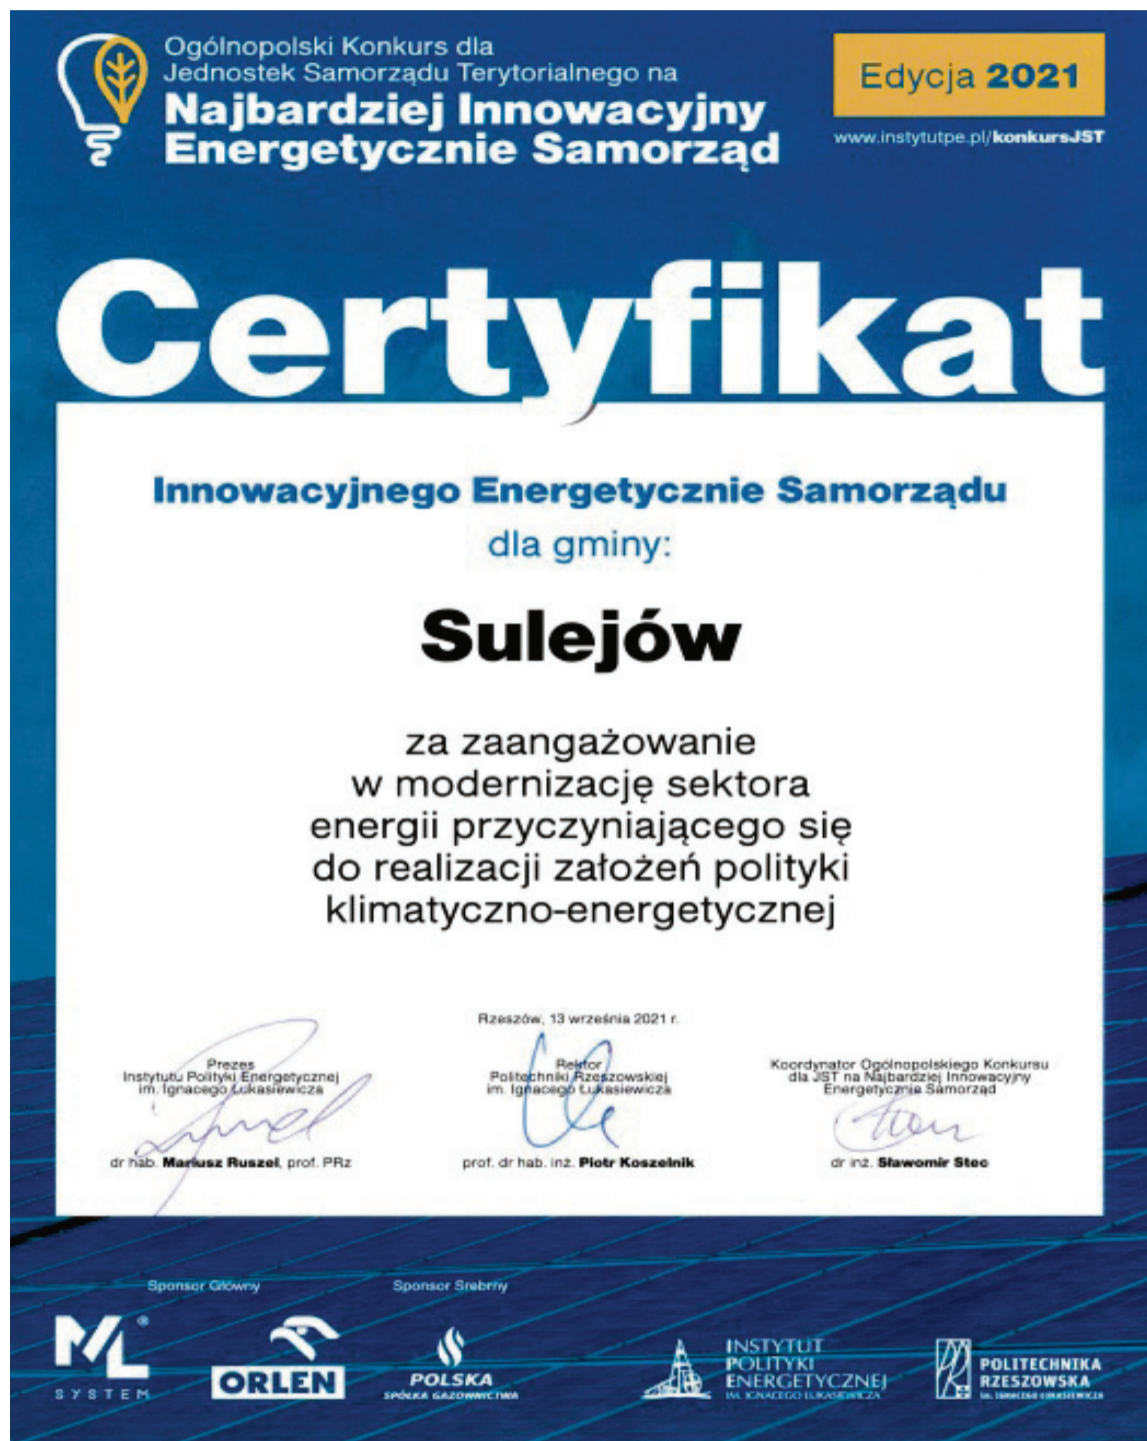 Ogólnopolski Konkurs dla
Jednostek Samorządu Terytorialnego na
Najbardziej Innowacyjny
Energetycznie Samorząd
Edycja 2021
www.instytutpe.pl/konkursJST
Certyfikat
Innowacyjnego Energetycznie Samorządu
dla gminy:
Sulejów
za zaangażowanie
w modernizację sektora
energii przyczyniającego się
do realizacji założeń polityki
klimatyczno-energetycznej
Rzeszów, 13 września 2021 r.
Prezes
Instytutu Polityki Energetycznej
im. Ignacego Łukasiewicza
dr hab. Mariusz Ruszel, prof. PRz
Rektor
Politechniki Rzeszowskiej
im. Ignacego Łukasiewicza
prof. dr hab. inż. Piotr Koszelnik
Koordynator Ogólnopolskiego Konkursu
dla JST na Najbardziej Innowacyjny
Energetycznie Samorząd
dr inż. Sławomir Stec
Sponsor Główny
Sponsor Srebrny
ML®
SYSTEM
ORLEN
POLSKA
SPÓŁKA GAZOWNICTWA
INSTYTUT
POLITYKI
ENERGETYCZNEJ
IM. IGNACEGO ŁUKASIEWICZA
POLITECHNIKA
RZESZOWSKA
im. IGNACEGO ŁUKASIEWICZA